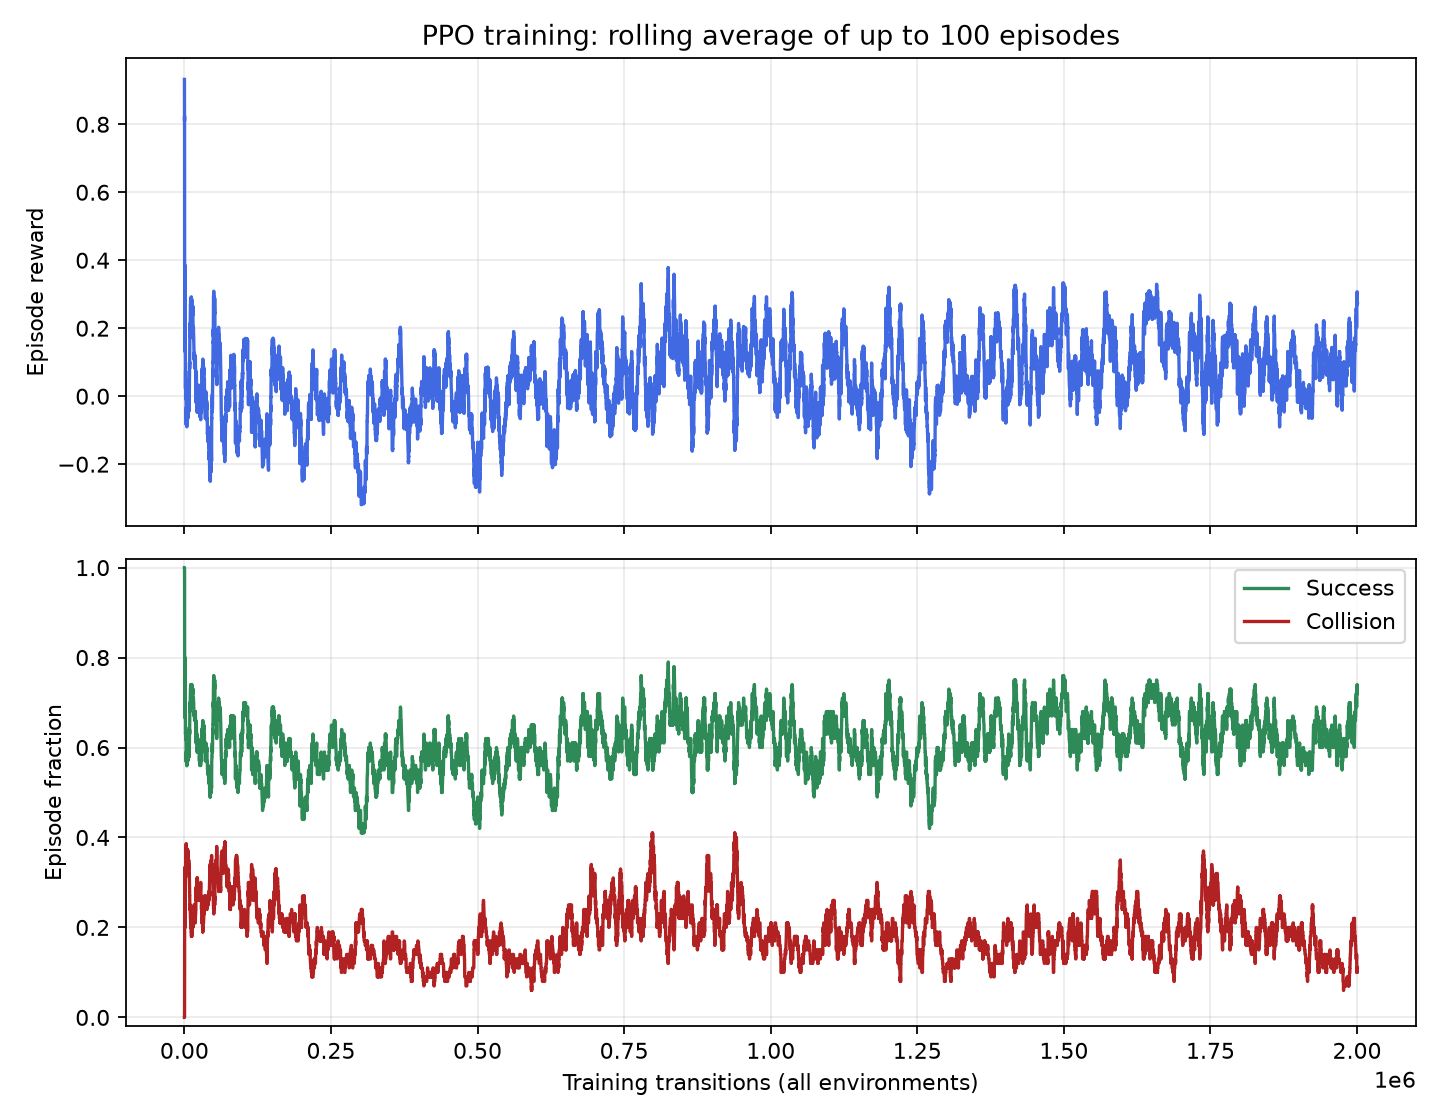 PPO training: rolling average of up to 100 episodes
Episode reward
0.8
0.6
0.4
0.2
0.0
−0.2
Episode fraction
1.0
0.8
0.6
0.4
0.2
0.0
Success
Collision
0.00 0.25 0.50 0.75 1.00 1.25 1.50 1.75 2.00
1e6
Training transitions (all environments)